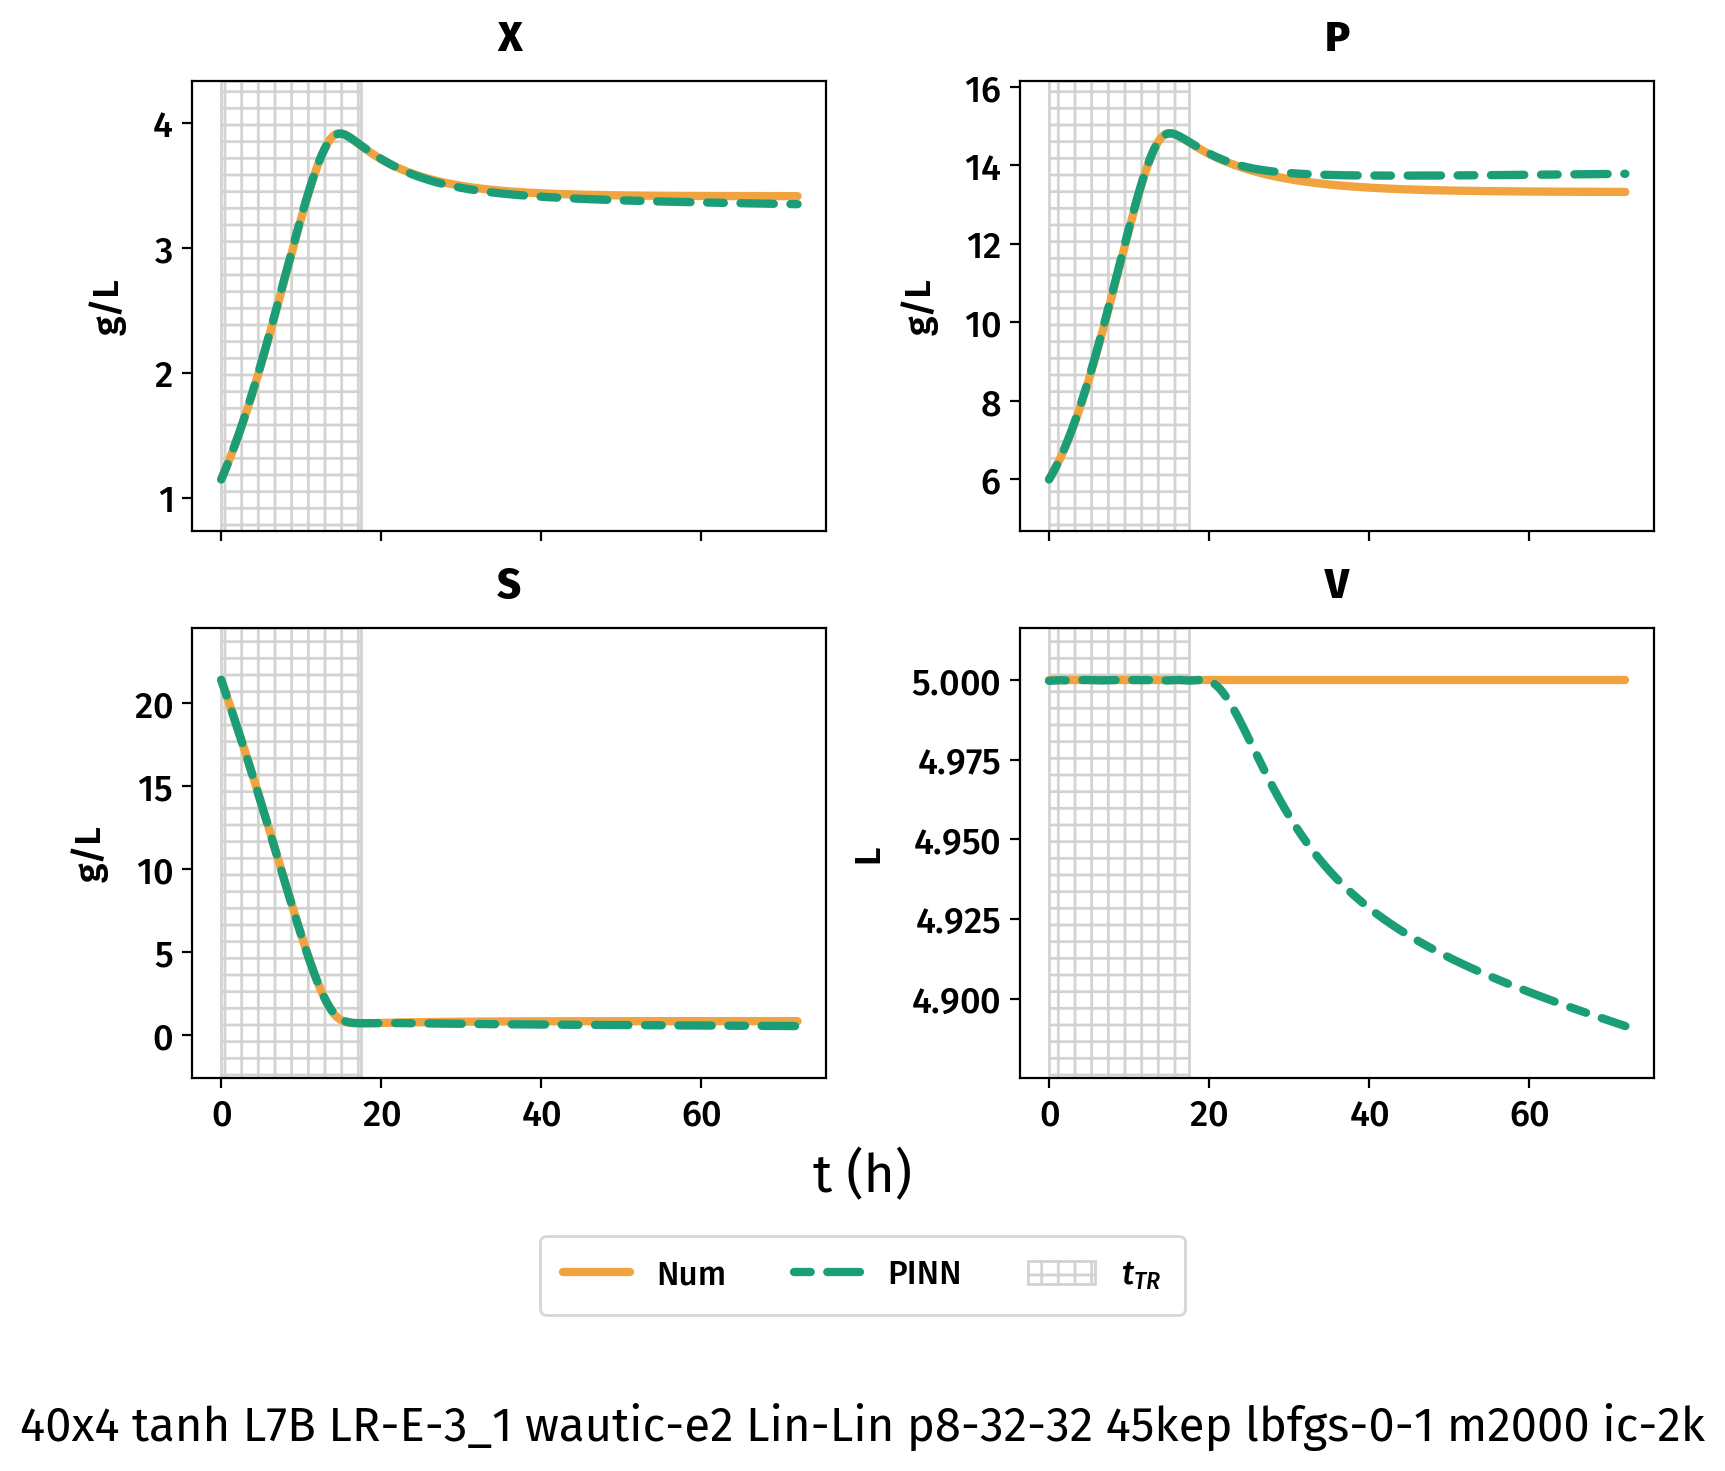 X
P
4
3
2
1
g/L
16
14
12
10
8
6
g/L
S
V
20
15
10
5
0
g/L
0 20 40 60
5.000
4.975
4.950
4.925
4.900
L
0 20 40 60
t (h)
Num PINN t_TR
40x4 tanh L7B LR-E-3_1 wautic-e2 Lin-Lin p8-32-32 45kep lbfgs-0-1 m2000 ic-2k